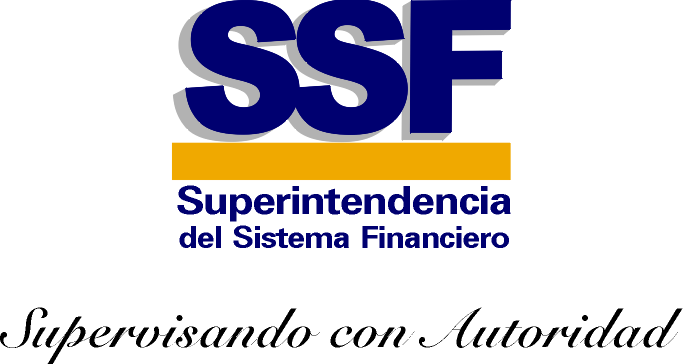 SSF
Superintendencia
del Sistema Financiero
Supervisando con Autoridad